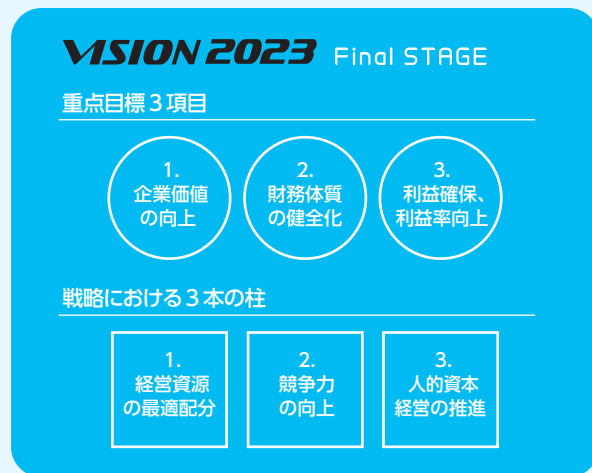 VISION 2023 Final STAGE
重点目標3項目
1.
企業価値
の向上
2.
財務体質
の健全化
3.
利益確保、
利益率向上
戦略における3本の柱
1.
経営資源
の最適配分
2.
競争力
の向上
3.
人的資本
経営の推進